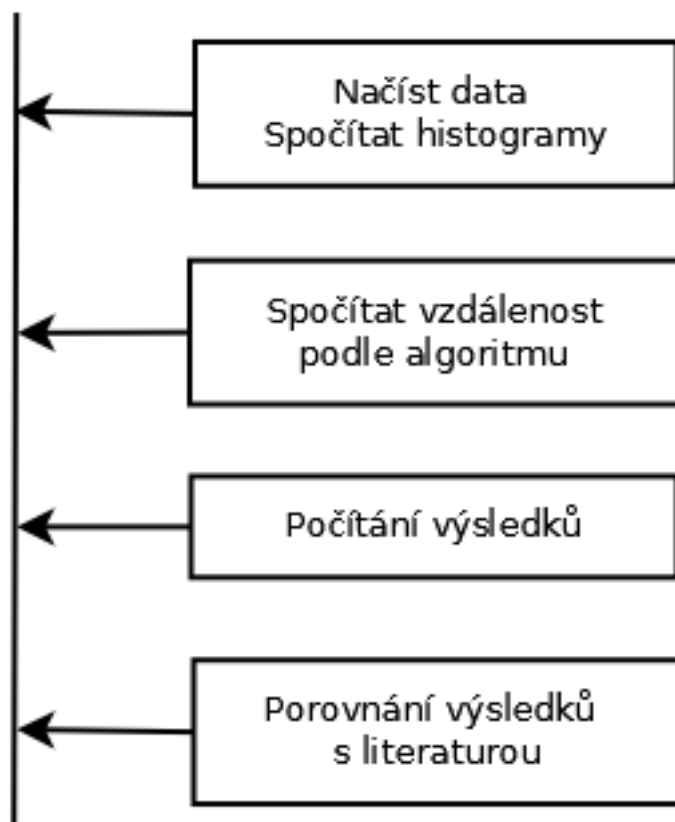 Načíst data
Spočítat histogramy
Spočítat vzdálenost
podle algoritmu
Počítání výsledků
Porovnání výsledků
s literaturou